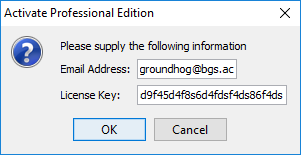 Activate Professional Edition
Please supply the following information
Email Address: groundhog@bgs.ac
License Key: d9f45d4f8s6d4fdsf4ds86f4ds
OK Cancel